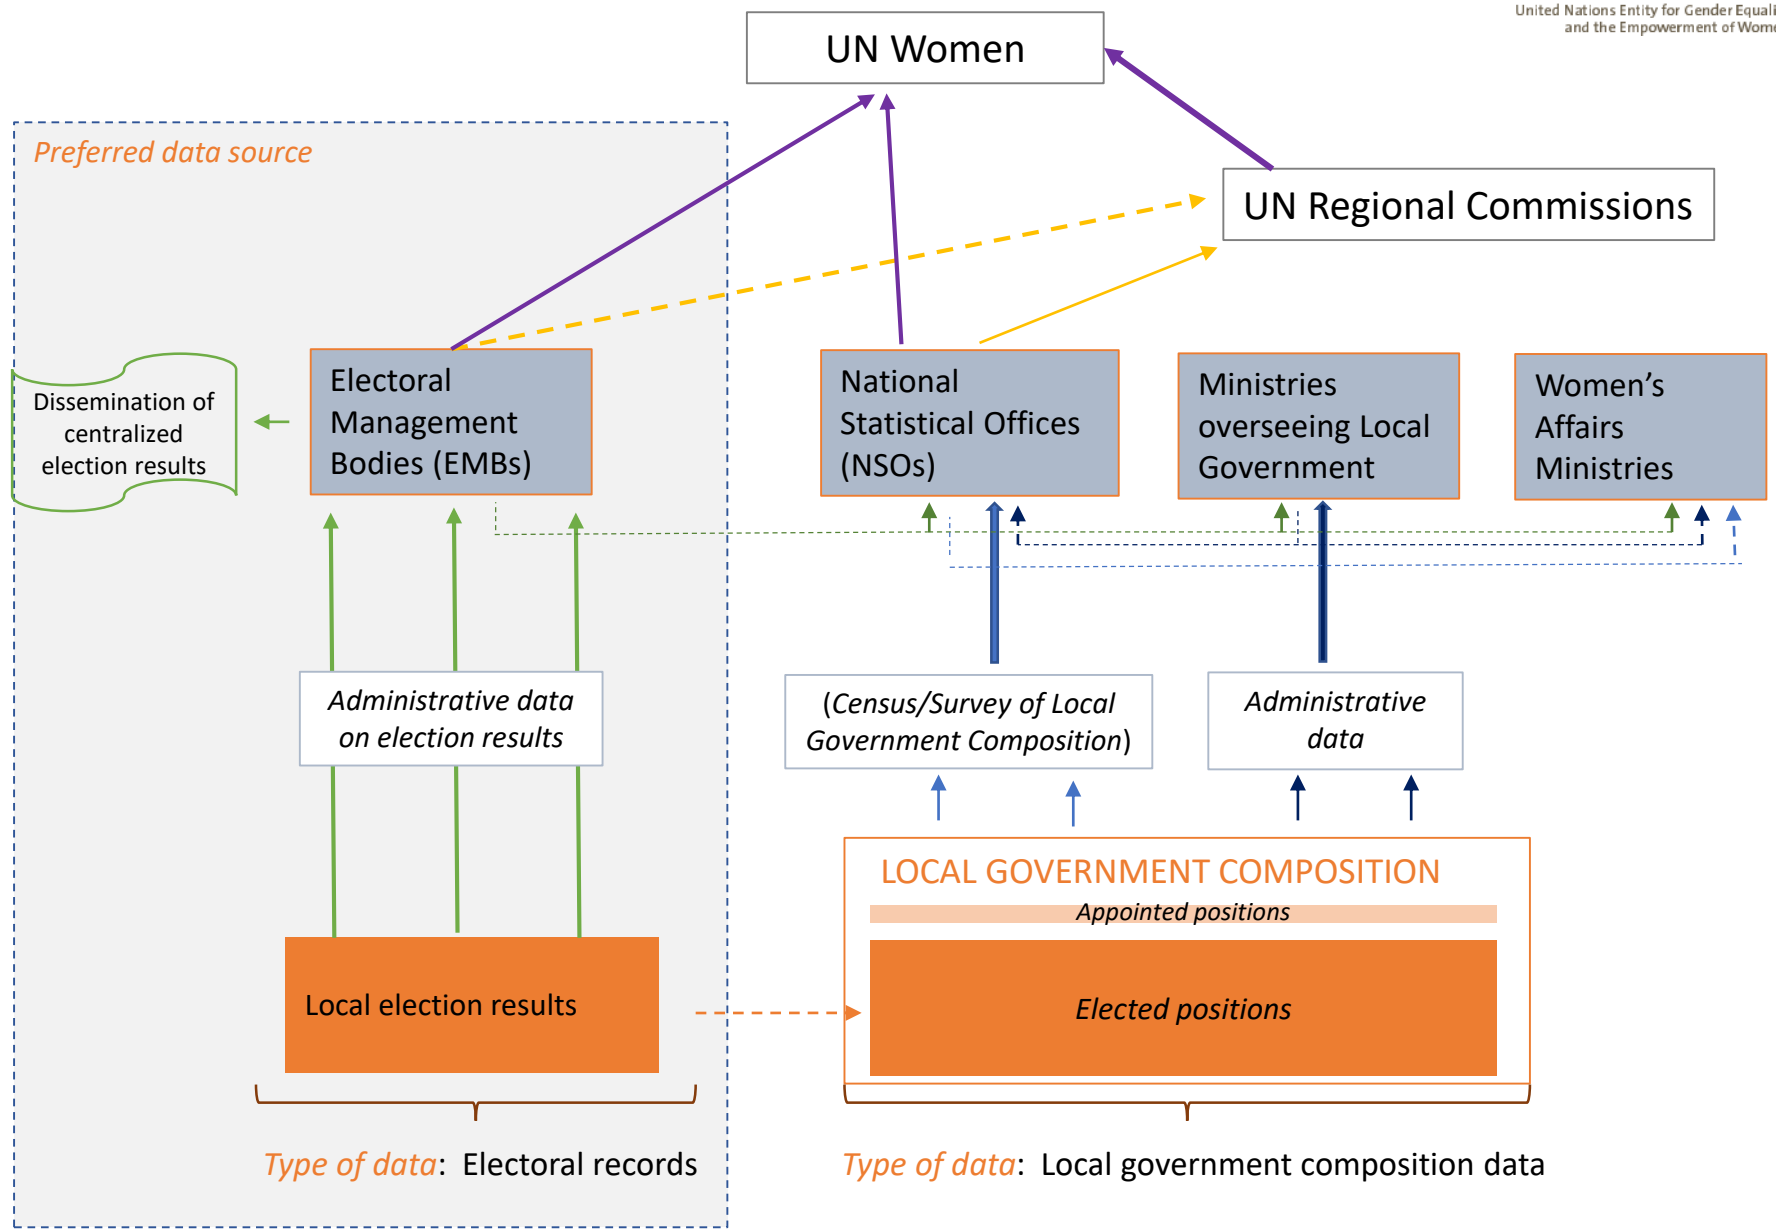 United Nations Entity for Gender Equali
and the Empowerment of Wome
UN Women
Preferred data source
UN Regional Commissions
Dissemination of
centralized
election results
Electoral
Management
Bodies (EMBs)
National
Statistical Offices
(NSOs)
Ministries
overseeing Local
Government
Women's
Affairs
Ministries
Administrative data
on election results
(Census/Survey of Local
Government Composition)
Administrative
data
LOCAL GOVERNMENT COMPOSITION
Appointed positions
Local election results
Elected positions
Type of data: Electoral records
Type of data: Local government composition data